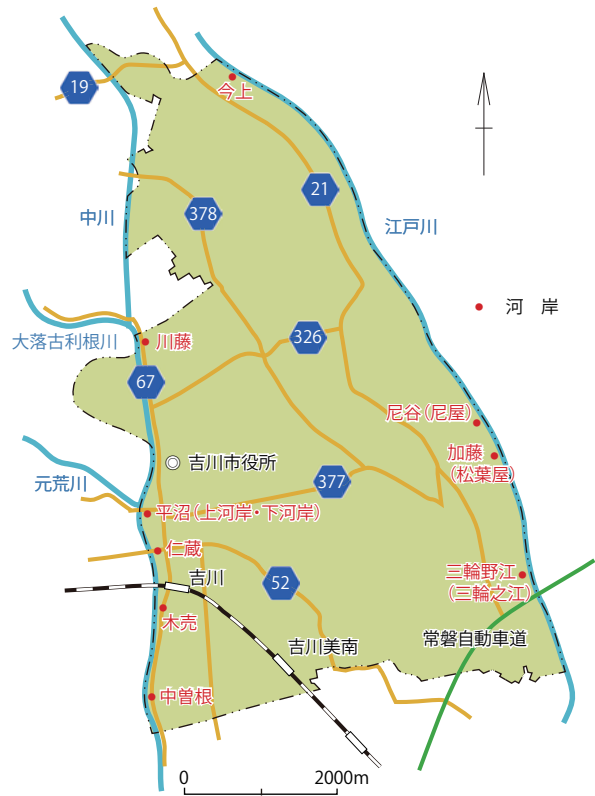 19
今上
21
378
中川
江戸川
河　岸
326
大落古利根川
川藤
67
尼谷（尼屋）
加藤
（松葉屋）
吉川市役所
元荒川
377
平沼（上河岸・下河岸）
仁蔵
吉川
52
三輪野江
（三輪之江）
木売
吉川美南
常磐自動車道
中曽根
0
2000m